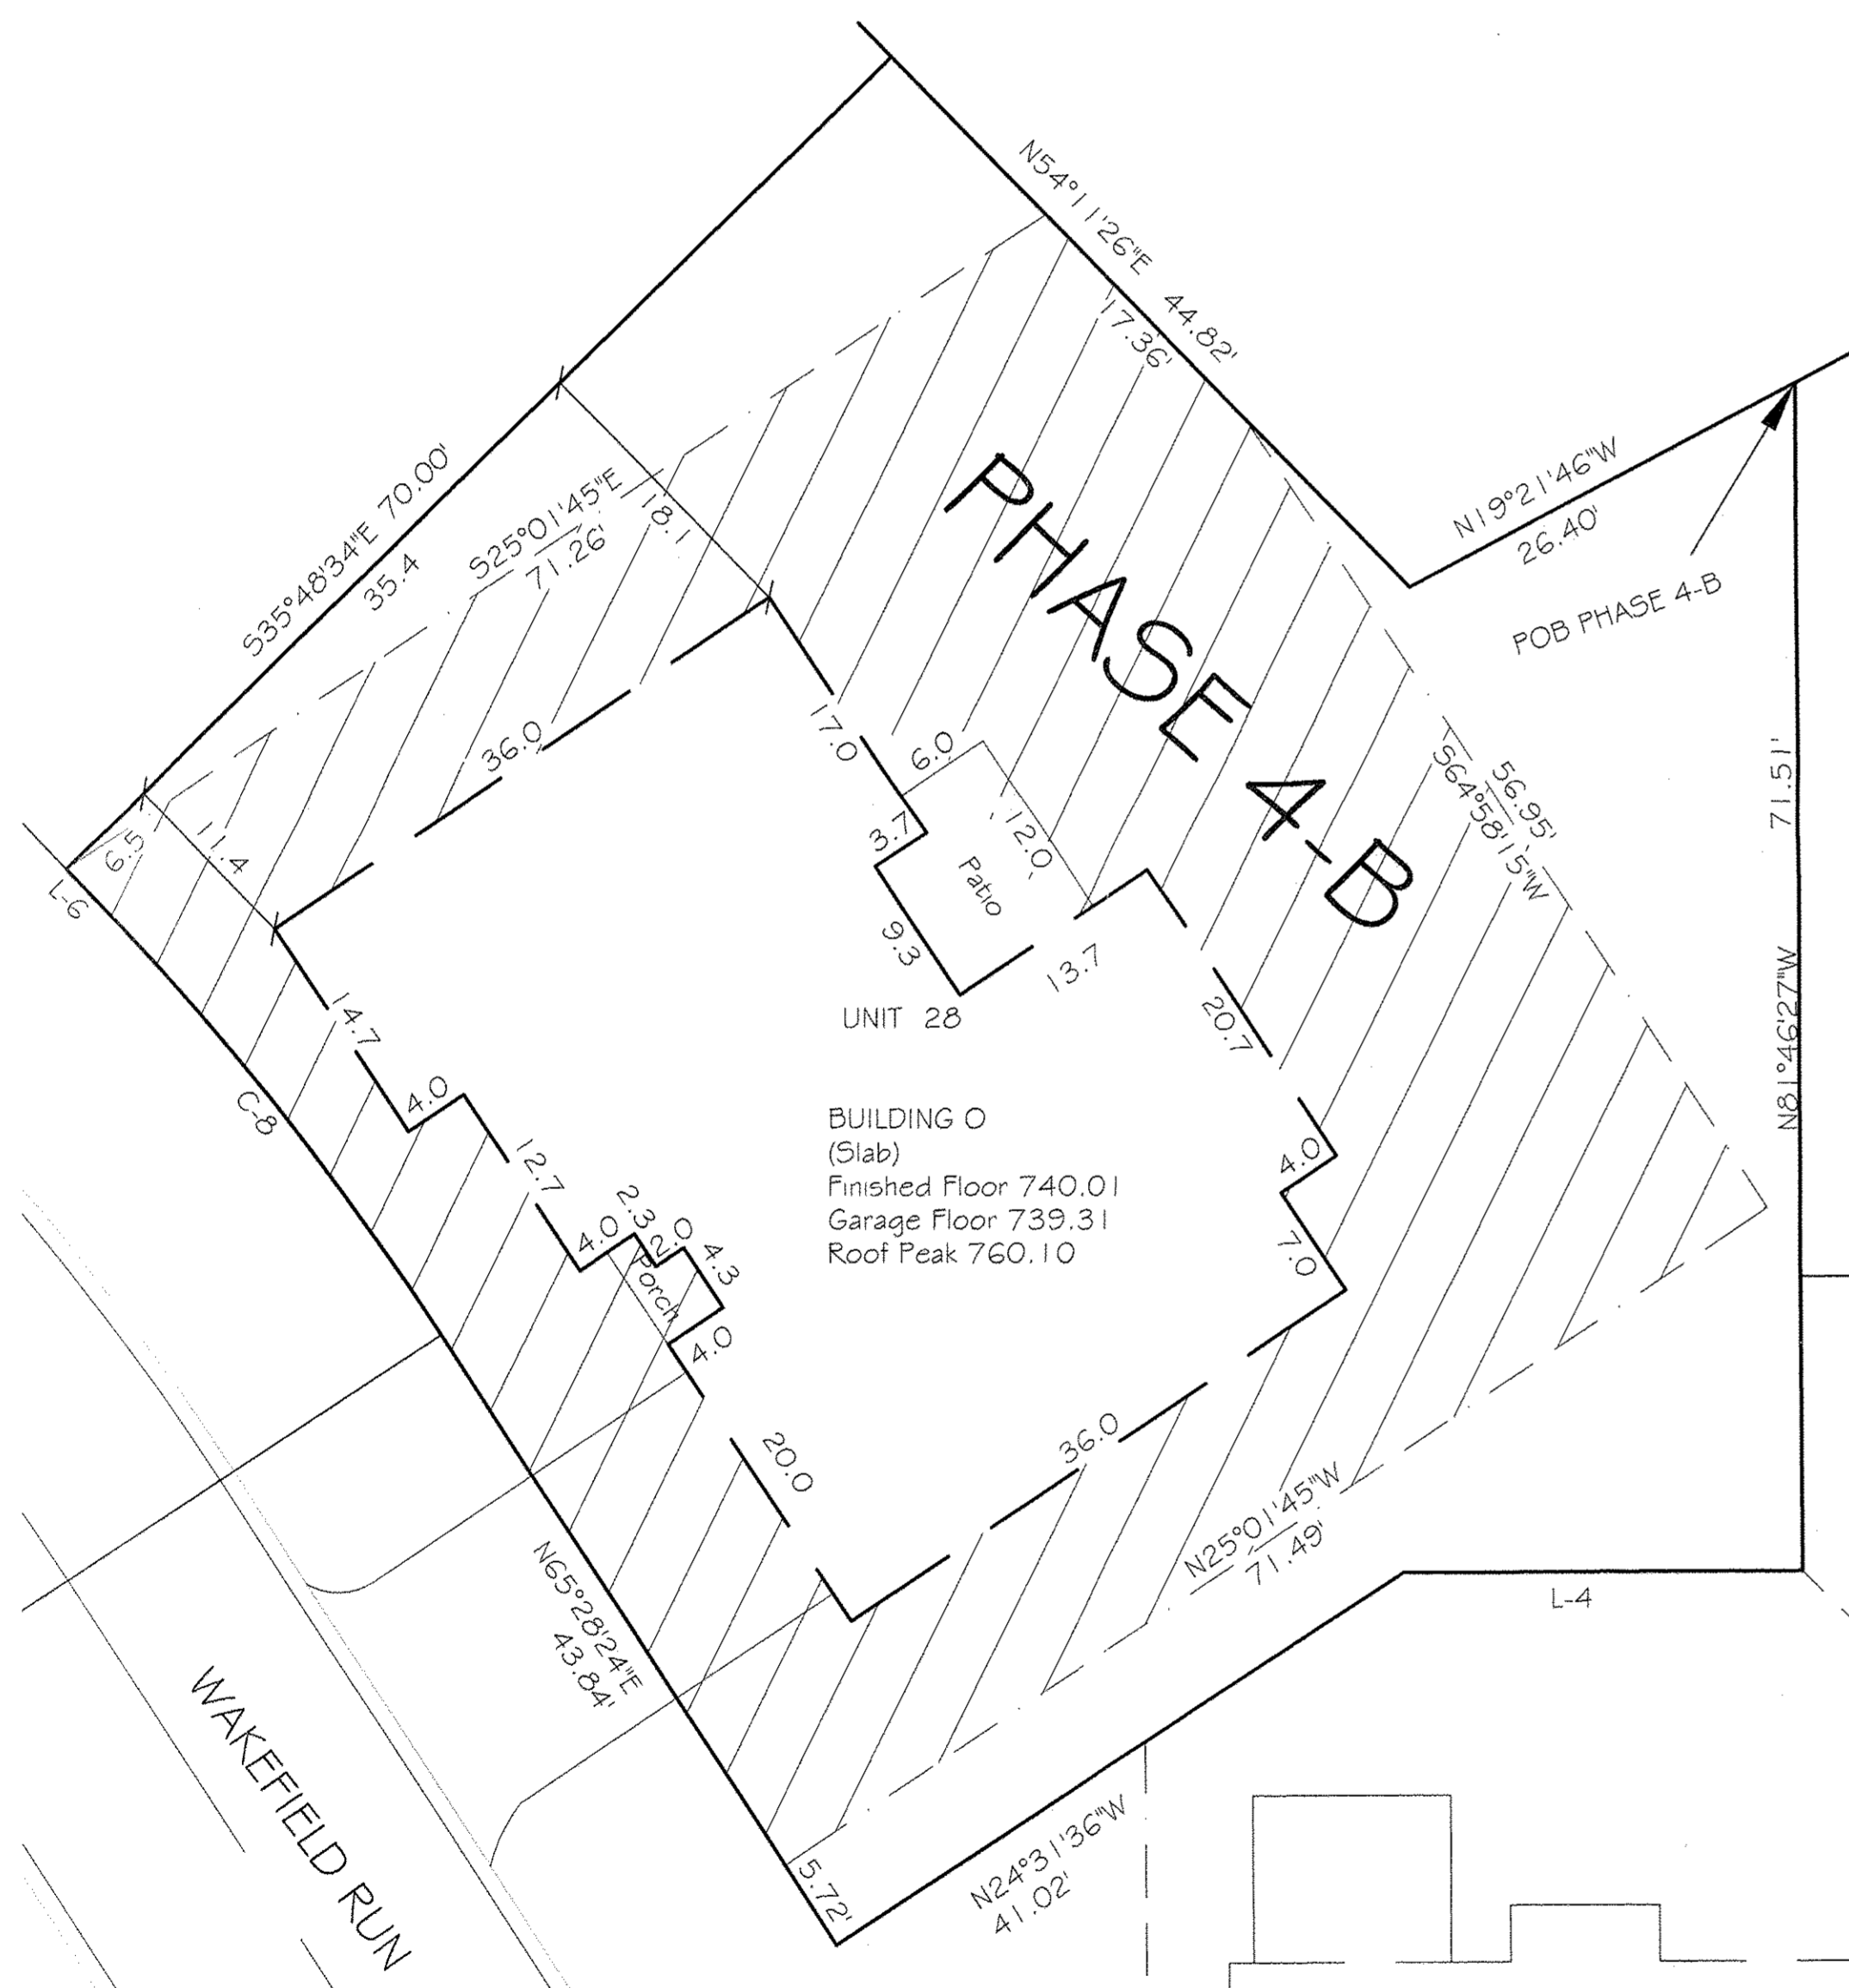 N54°11'26"E 44.82'
17.36'
N19°21'46"W
26.40'
POB PHASE 4-B
S35°48'34"E 70.00'
35.4
S25°01'45"E
71.26'
18.1
PHASE 4-B
36.0
17.0
6.0
3.7
12.0
Patio
9.3
13.7
56.95'
S64°58'15"W
71.51'
N81°46'27"W
6.5
11.4
L-6
14.7
4.0
C-8
UNIT 28
20.7
BUILDING O
(Slab)
Finished Floor 740.01
Garage Floor 739.31
Roof Peak 760.10
12.7
4.0
2.3
2.0
4.3
Porch
4.0
4.0
7.0
20.0
36.0
N25°01'45"W
71.49'
L-4
N65°28'24"E
43.84'
WAKEFIELD RUN
5.72'
N24°31'36"W
41.02'